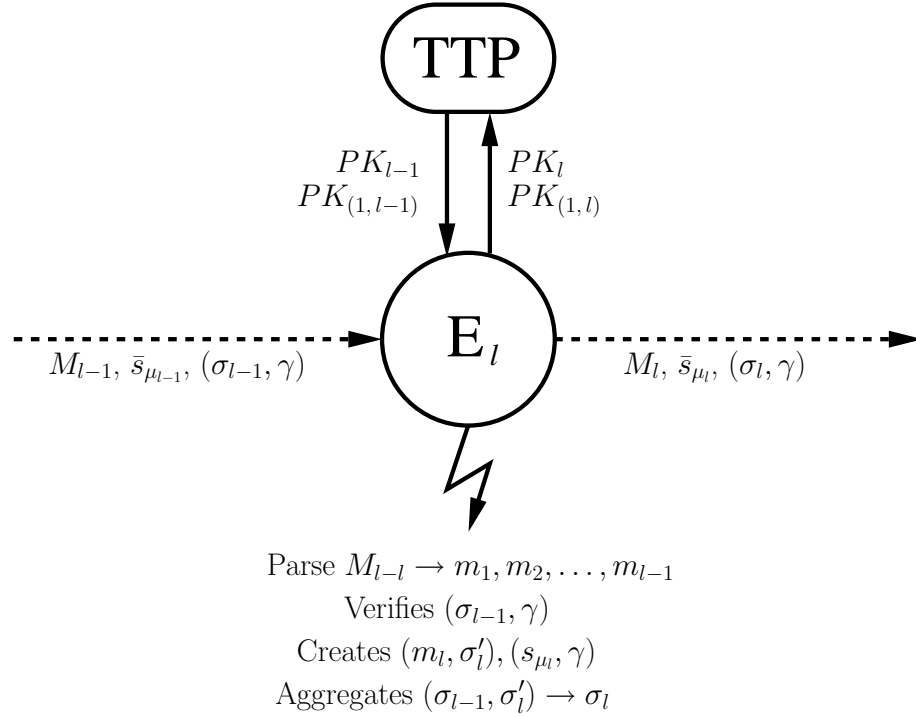 TTP
PK_{l−1}
PK_{(1, l−1)}
PK_l
PK_{(1, l)}
E_l
M_{l−1}, s̄_{μ_{l−1}}, (σ_{l−1}, γ)
M_l, s̄_{μ_l}, (σ_l, γ)
Parse M_{l−l} → m_1, m_2, . . . , m_{l−1}
Verifies (σ_{l−1}, γ)
Creates (m_l, σ′_l), (s_{μ_l}, γ)
Aggregates (σ_{l−1}, σ′_l) → σ_l